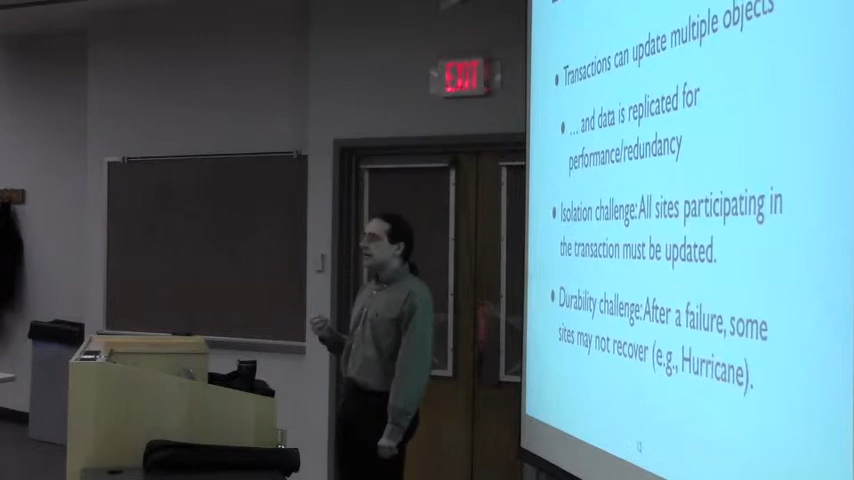 EXIT
• Transactions can update multiple objects
• ... and data is replicated for
performance/redundancy
• Isolation challenge: All sites participating in
the transaction must be updated.
• Durability challenge: After a failure, some
sites may not recover (e.g., Hurricane).